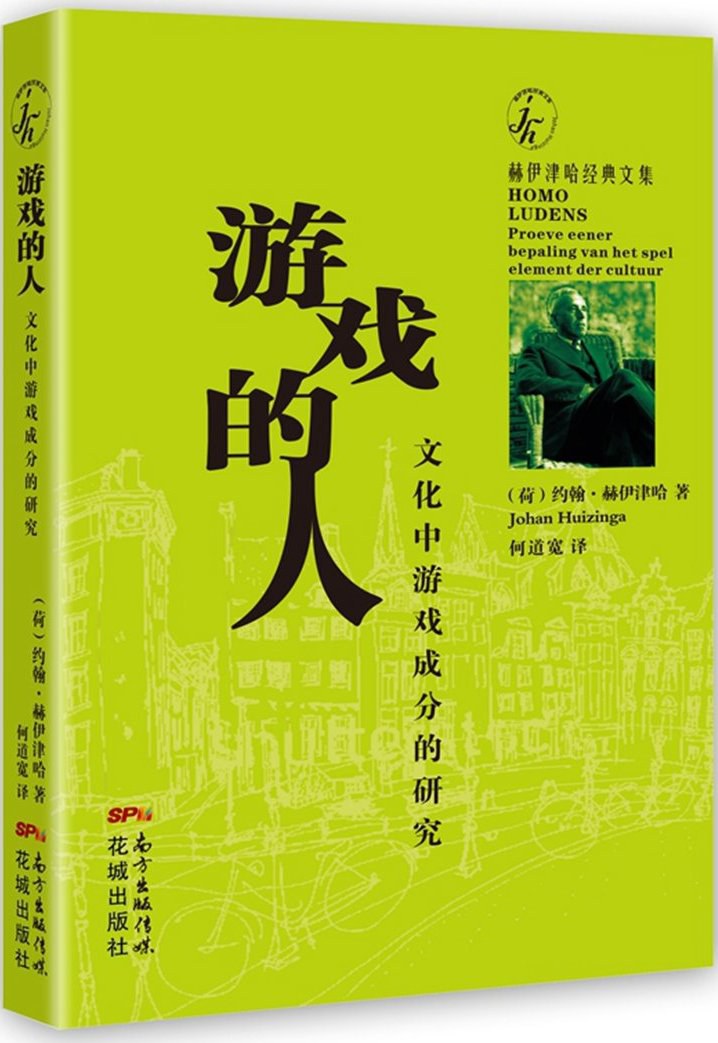 游戏的人
文化中游戏成分的研究
(荷)约翰·赫伊津哈 著
何道宽 译
SPM
南方出版传媒
花城出版社
jh
Johan Huizinga
赫伊津哈经典文集
HOMO
LUDENS
Proeve eener
bepaling van het spel
element der cultuur
游戏
的人
文化中游戏成分的研究
(荷)约翰·赫伊津哈 著
Johan Huizinga
何道宽 译
SPM
南方出版传媒
花城出版社